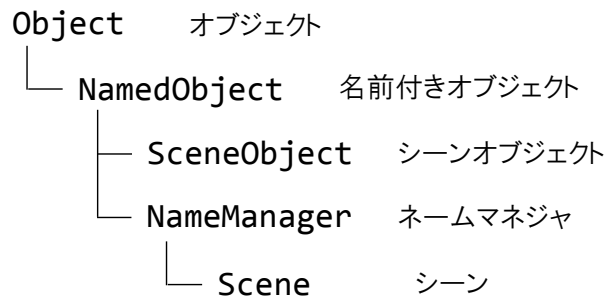 Object オブジェクト
NamedObject 名前付きオブジェクト
SceneObject シーンオブジェクト
NameManager ネームマネジャ
Scene シーン